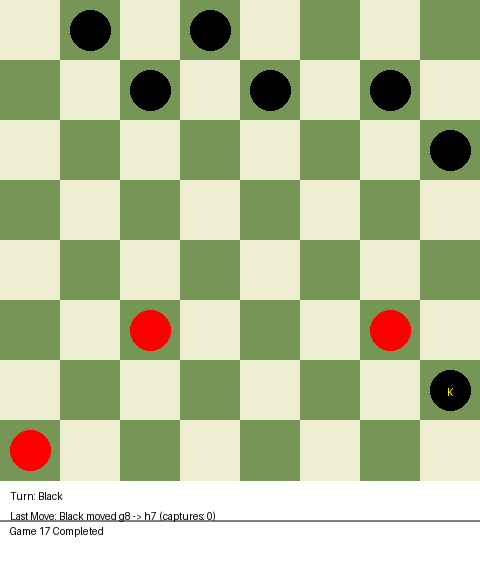 K
Turn: Black
Last Move: Black moved g8 -> h7 (captures: 0)
Game 17 Completed